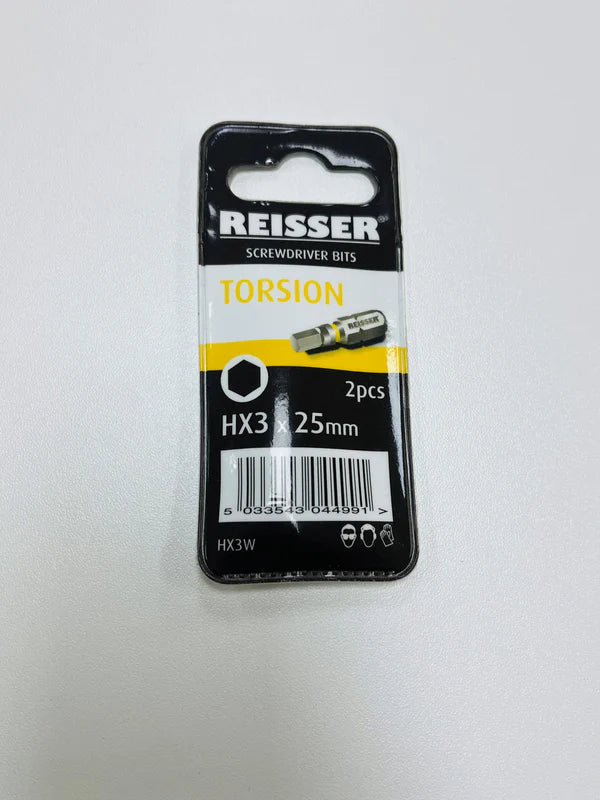 REISSER
SCREWDRIVER BITS
TORSION
REISSER
2pcs
HX3 x 25mm
5 033543 044991 >
HX3W